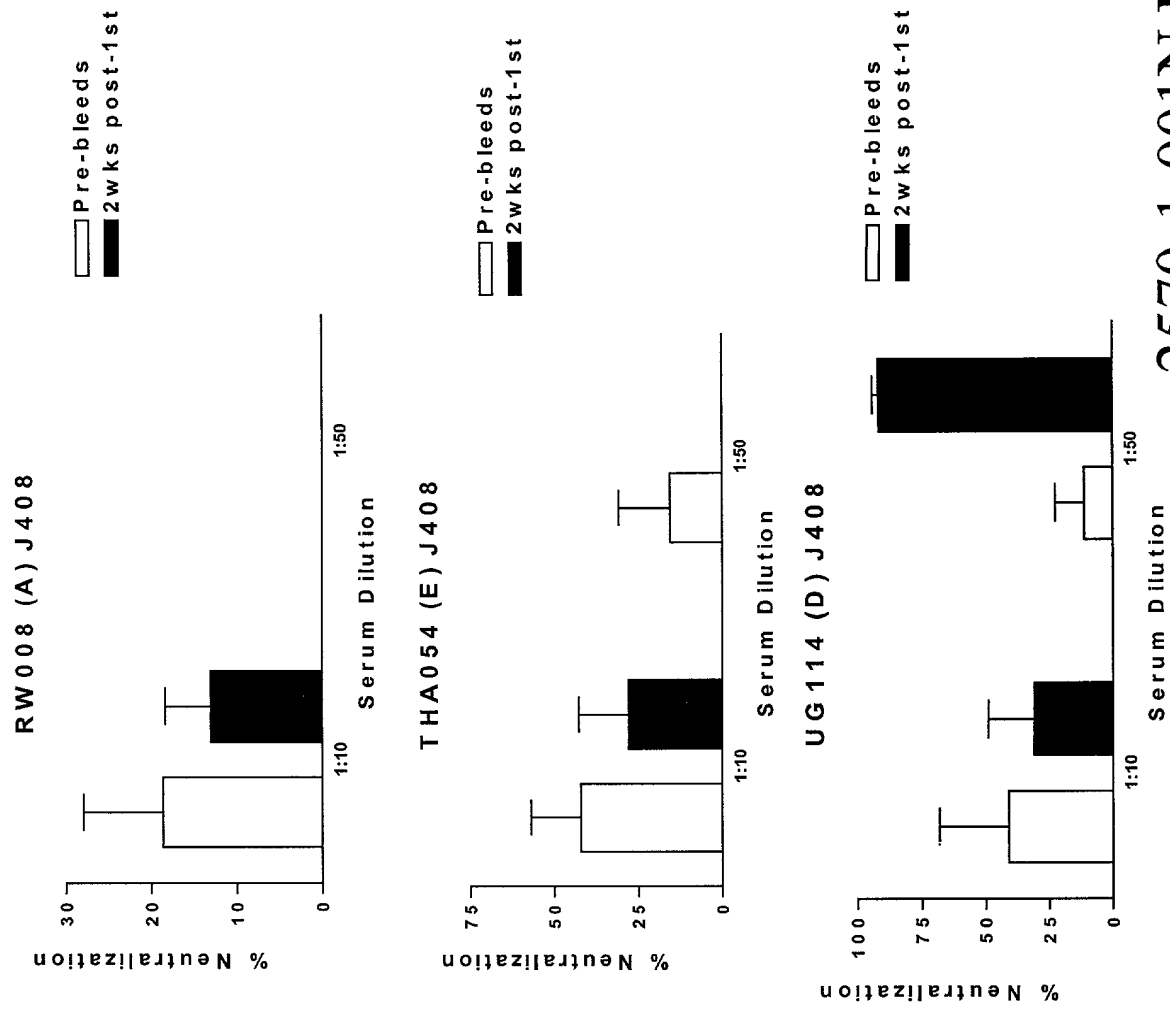 RW008 (A) J408
Pre-bleeds
2wks post-1st
% Neutralization
30
20
10
0
1:10
1:50
Serum Dilution
THA054 (E) J408
Pre-bleeds
2wks post-1st
% Neutralization
75
50
25
0
1:10
1:50
Serum Dilution
UG114 (D) J408
Pre-bleeds
2wks post-1st
% Neutralization
100
75
50
25
0
1:10
1:50
Serum Dilution